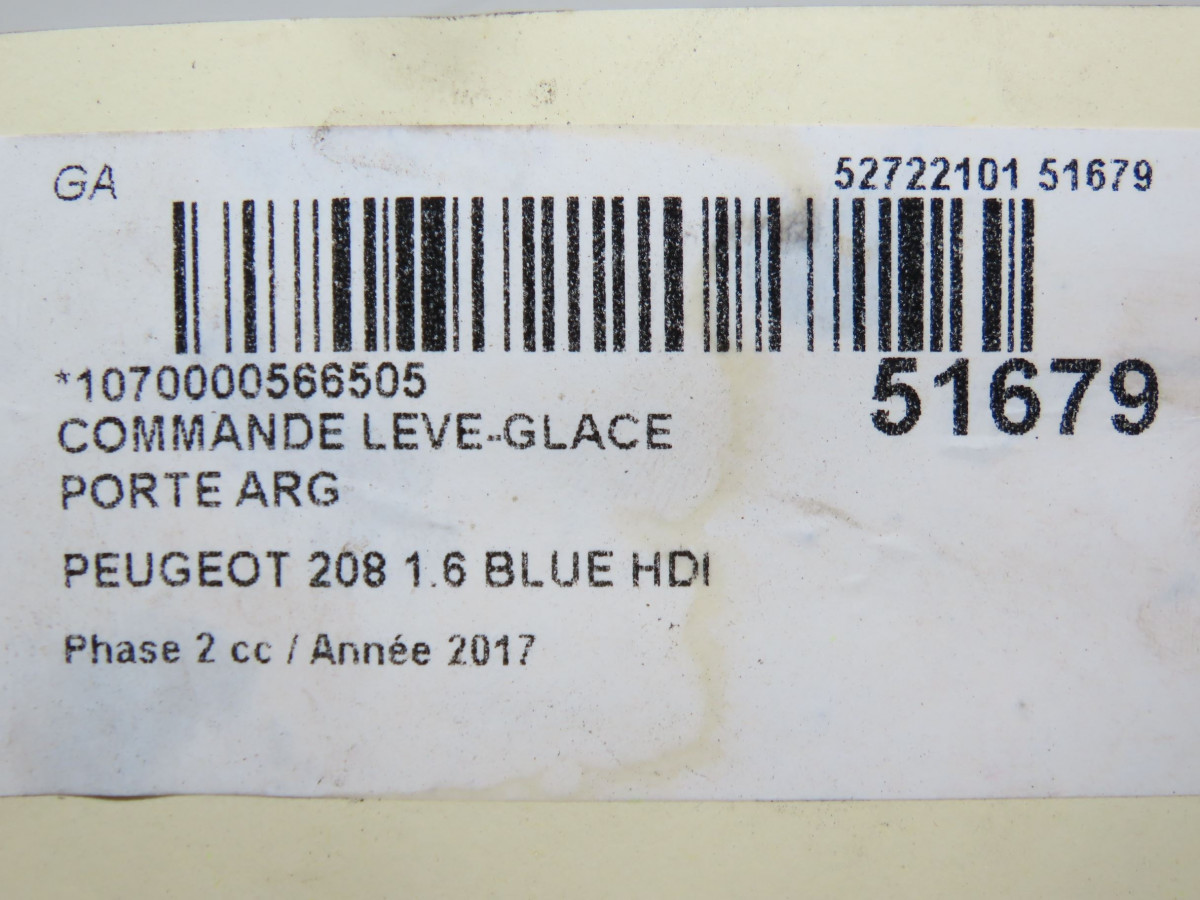 GA
52722101 51679
*1070000566505
51679
COMMANDE LEVE-GLACE
PORTE ARG
PEUGEOT 208 1.6 BLUE HDI
Phase 2 cc / Année 2017